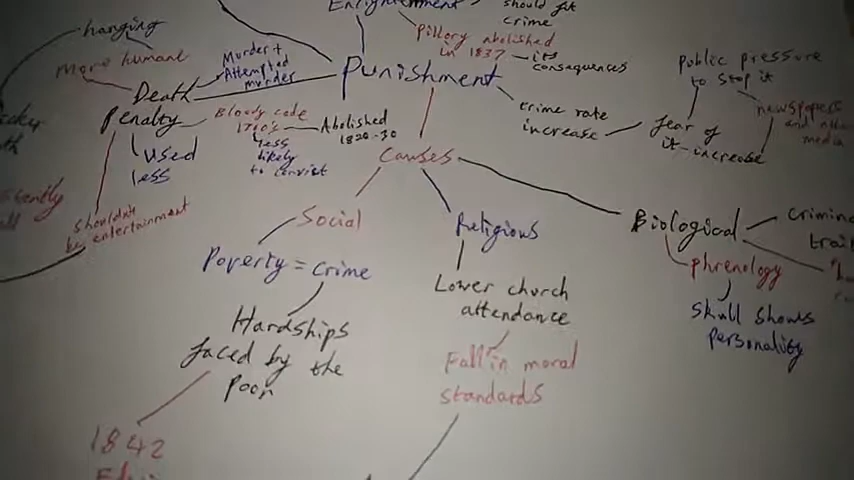 Enlightenment
should fit
crime
Pillory abolished
in 1837
its
consequences
Punishment
hanging
More humane
Death
Penalty
Murder +
Attempted
murder
Bloody code
1700's
less
likely
to convict
Abolished
1820-30
Used
less
Shouldn't
be entertainment
crime rate
increase
fear of
it-increase
public pressure
to stop it
newspapers
and other
media
Causes
Social
Poverty = crime
Hardships
faced by the
Poor
1842
Religious
Lower church
attendance
Fall in moral
standards
Biological
phrenology
Skull shows
personality